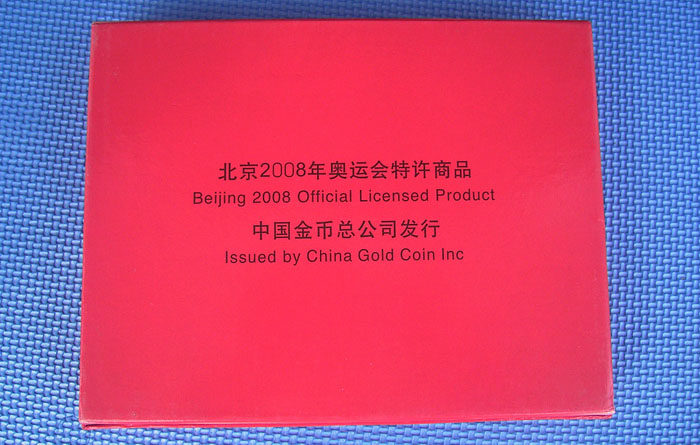 北京2008年奥运会特许商品
Beijing 2008 Official Licensed Product
中国金币总公司发行
Issued by China Gold Coin Inc